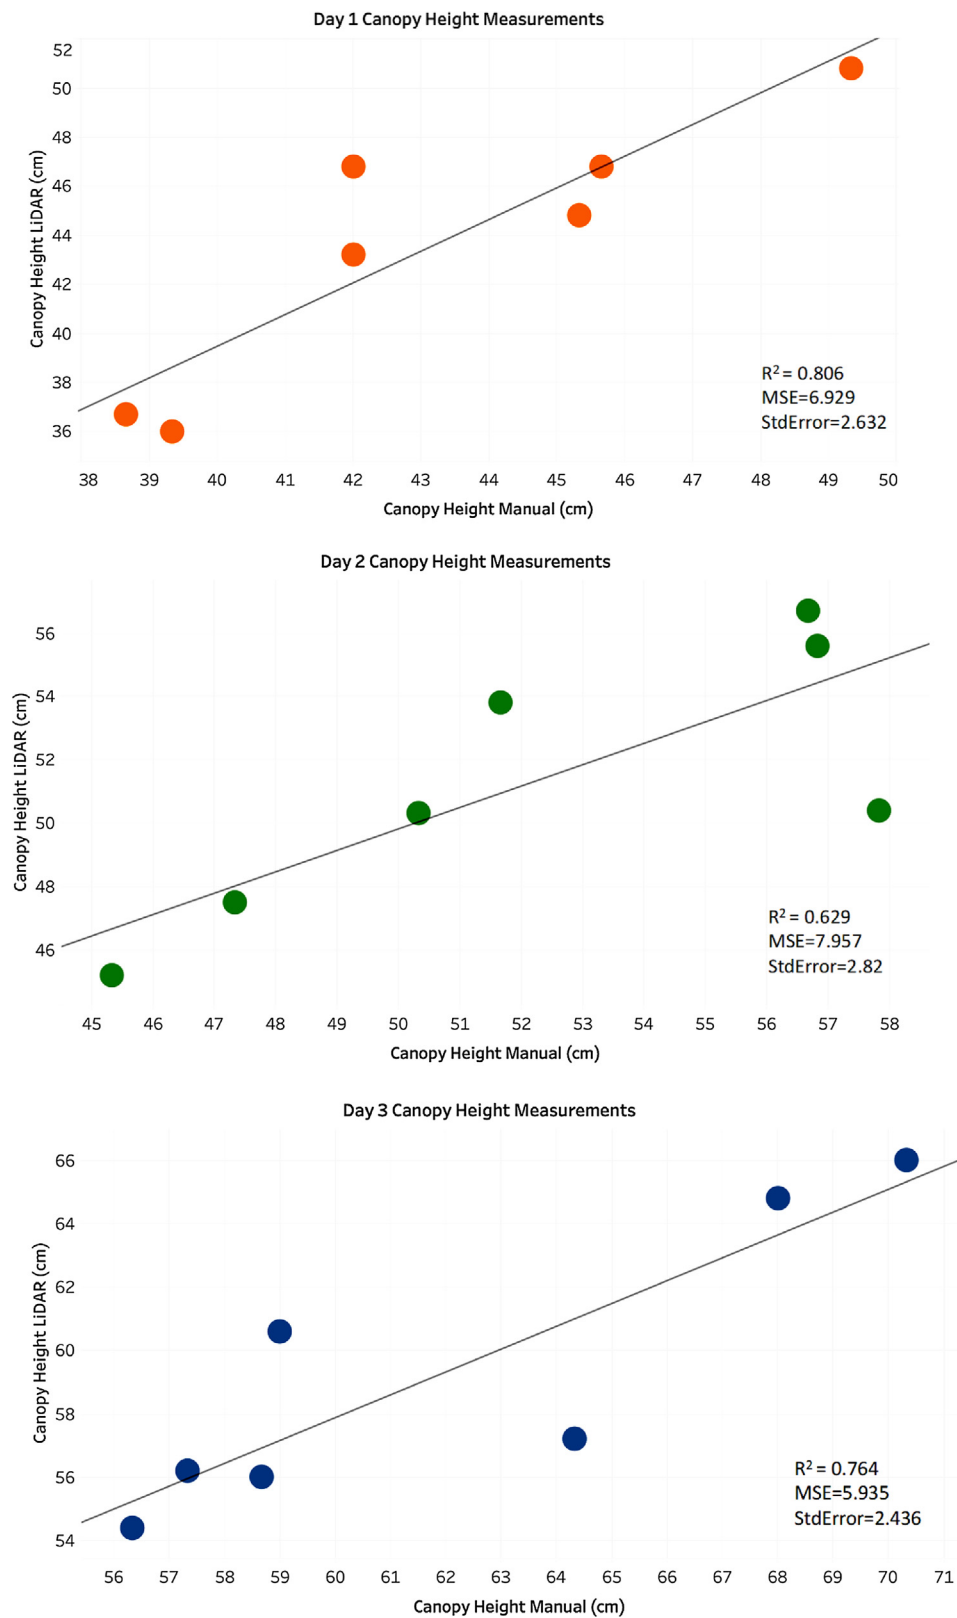 Day 1 Canopy Height Measurements
52
50
48
46
44
42
40
38
36
Canopy Height LiDAR (cm)
R² = 0.806
MSE=6.929
StdError=2.632
38 39 40 41 42 43 44 45 46 47 48 49 50
Canopy Height Manual (cm)
Day 2 Canopy Height Measurements
56
54
52
50
48
46
Canopy Height LiDAR (cm)
R² = 0.629
MSE=7.957
StdError=2.82
45 46 47 48 49 50 51 52 53 54 55 56 57 58
Canopy Height Manual (cm)
Day 3 Canopy Height Measurements
66
64
62
60
58
56
54
Canopy Height LiDAR (cm)
R² = 0.764
MSE=5.935
StdError=2.436
56 57 58 59 60 61 62 63 64 65 66 67 68 69 70 71
Canopy Height Manual (cm)